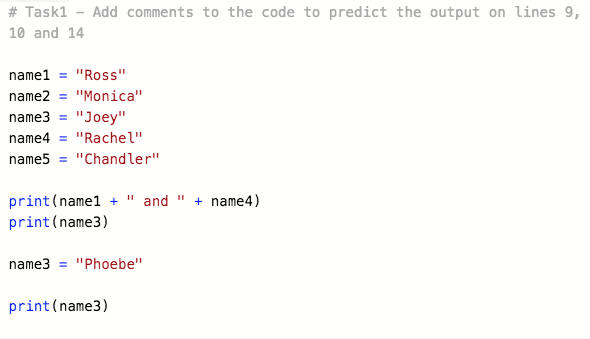 # Task1 – Add comments to the code to predict the output on lines 9,
10 and 14
name1 = "Ross"
name2 = "Monica"
name3 = "Joey"
name4 = "Rachel"
name5 = "Chandler"
print(name1 + " and " + name4)
print(name3)
name3 = "Phoebe"
print(name3)